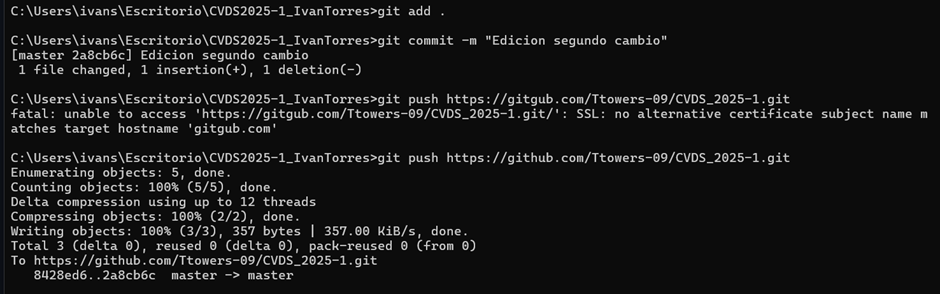 C:\Users\ivans\Escritorio\CVDS2025-1_IvanTorres>git add .
C:\Users\ivans\Escritorio\CVDS2025-1_IvanTorres>git commit -m "Edicion segundo cambio"
[master 2a8cb6c] Edicion segundo cambio
 1 file changed, 1 insertion(+), 1 deletion(-)
C:\Users\ivans\Escritorio\CVDS2025-1_IvanTorres>git push https://gitgub.com/Ttowers-09/CVDS_2025-1.git
fatal: unable to access 'https://gitgub.com/Ttowers-09/CVDS_2025-1.git/': SSL: no alternative certificate subject name m
atches target hostname 'gitgub.com'
C:\Users\ivans\Escritorio\CVDS2025-1_IvanTorres>git push https://github.com/Ttowers-09/CVDS_2025-1.git
Enumerating objects: 5, done.
Counting objects: 100% (5/5), done.
Delta compression using up to 12 threads
Compressing objects: 100% (2/2), done.
Writing objects: 100% (3/3), 357 bytes | 357.00 KiB/s, done.
Total 3 (delta 0), reused 0 (delta 0), pack-reused 0 (from 0)
To https://github.com/Ttowers-09/CVDS_2025-1.git
   8428ed6..2a8cb6c  master -> master